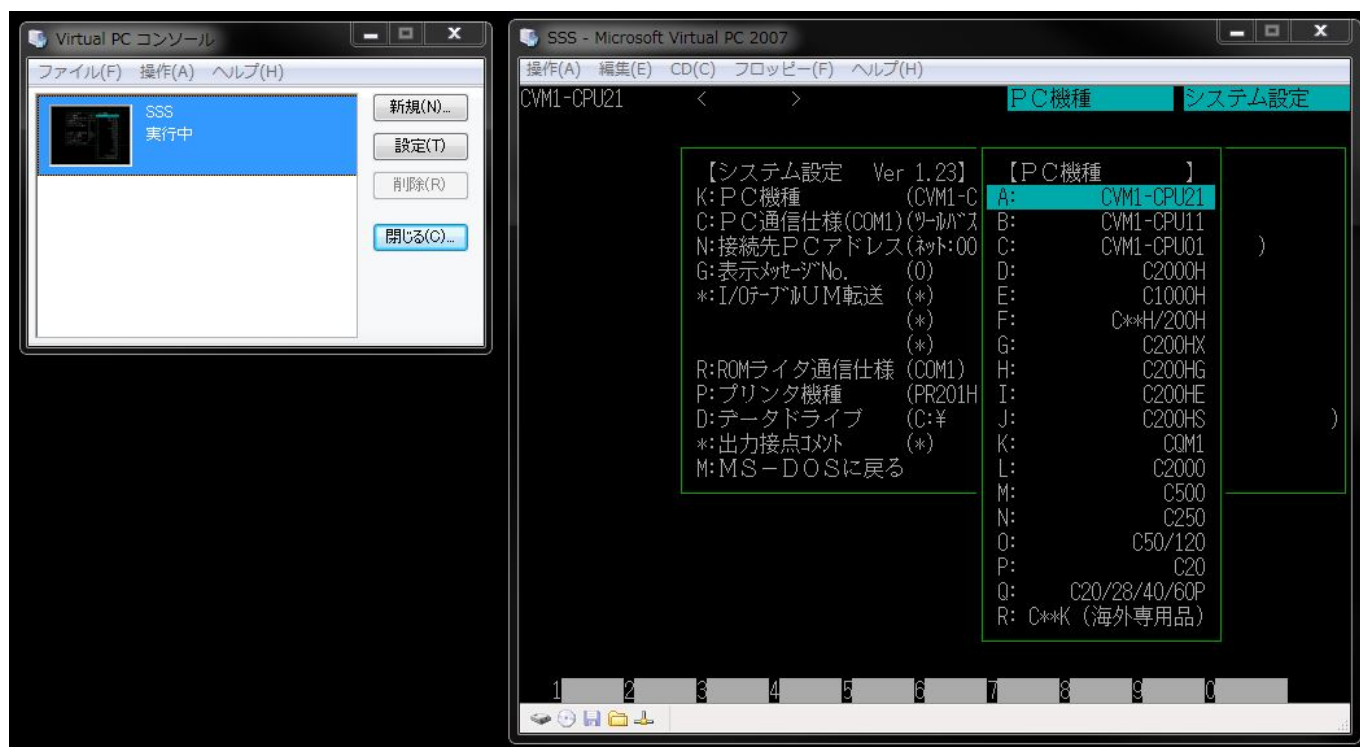 Virtual PC コンソール
ファイル(F) 操作(A) ヘルプ(H)
SSS
実行中
新規(N)...
設定(T)
削除(R)
閉じる(C)...
SSS - Microsoft Virtual PC 2007
操作(A) 編集(E) CD(C) フロッピー(F) ヘルプ(H)
CVM1-CPU21 < > PC機種 システム設定
【システム設定 Ver 1.23】
K:PC機種 (CVM1-C
C:PC通信仕様(COM1)(ツールバス
N:接続先PCアドレス(ネット:00 )
G:表示メッセージNo. (0)
*:I/OテーブルUM転送 (*)
(*)
(*)
R:ROMライタ通信仕様 (COM1)
P:プリンタ機種 (PR201H
D:データドライブ (C:¥ )
*:出力接点コメント (*)
M:MS-DOSに戻る
【PC機種 】
A: CVM1-CPU21
B: CVM1-CPU11
C: CVM1-CPU01
D: C2000H
E: C1000H
F: C**H/200H
G: C200HX
H: C200HG
I: C200HE
J: C200HS
K: CQM1
L: C2000
M: C500
N: C250
O: C50/120
P: C20
Q: C20/28/40/60P
R: C**K (海外専用品)
1 2 3 4 5 6 7 8 9 0